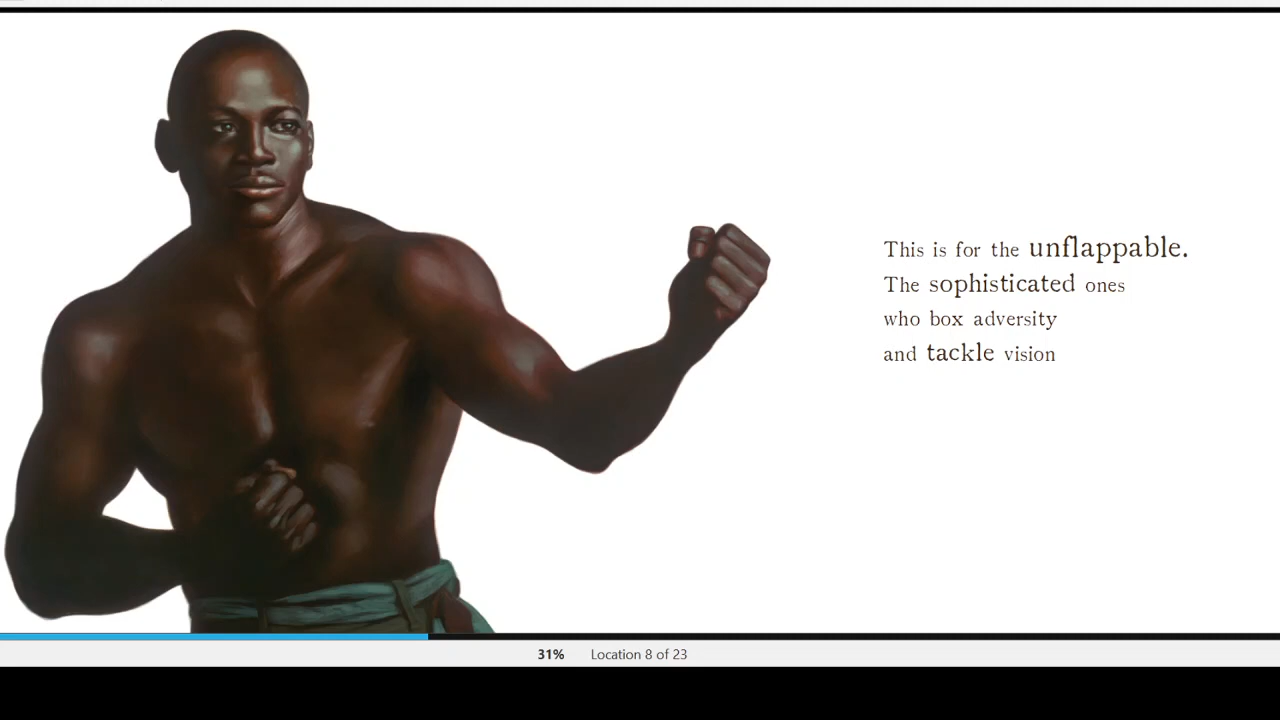 This is for the unflappable.
The sophisticated ones
who box adversity
and tackle vision
31% Location 8 of 23